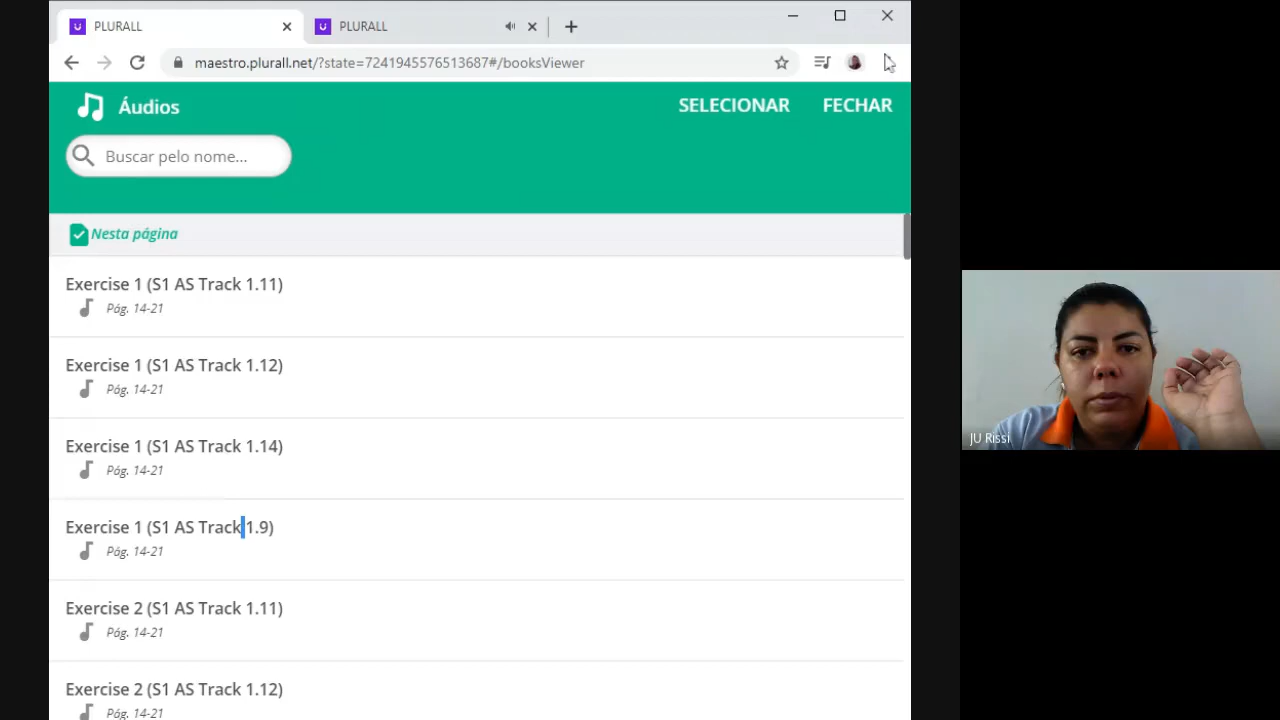 PLURALL
PLURALL
maestro.plurall.net/?state=7241945576513687#/booksViewer
Áudios
SELECIONAR
FECHAR
Buscar pelo nome...
Nesta página
Exercise 1 (S1 AS Track 1.11)
Pág. 14-21
Exercise 1 (S1 AS Track 1.12)
Pág. 14-21
Exercise 1 (S1 AS Track 1.14)
Pág. 14-21
Exercise 1 (S1 AS Track 1.9)
Pág. 14-21
Exercise 2 (S1 AS Track 1.11)
Pág. 14-21
Exercise 2 (S1 AS Track 1.12)
Pág. 14-21
JU Rissi